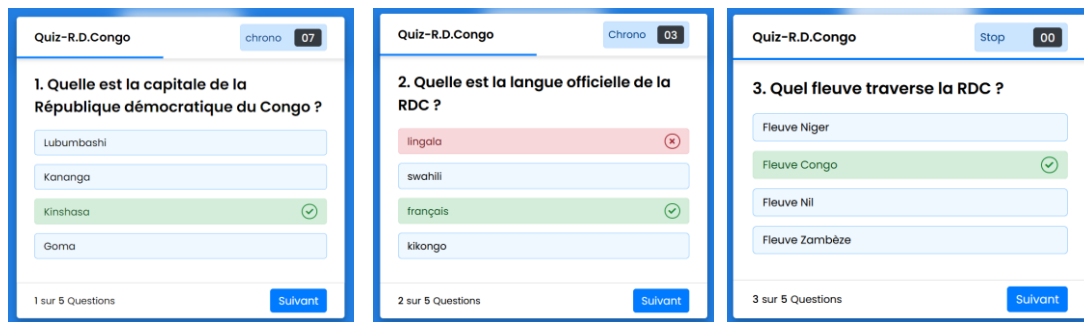 Quiz-R.D.Congo
chrono 07
1. Quelle est la capitale de la
République démocratique du Congo ?
Lubumbashi
Kananga
Kinshasa
Goma
1 sur 5 Questions
Suivant
Quiz-R.D.Congo
Chrono 03
2. Quelle est la langue officielle de la
RDC ?
lingala
swahili
français
kikongo
2 sur 5 Questions
Suivant
Quiz-R.D.Congo
Stop 00
3. Quel fleuve traverse la RDC ?
Fleuve Niger
Fleuve Congo
Fleuve Nil
Fleuve Zambèze
3 sur 5 Questions
Suivant